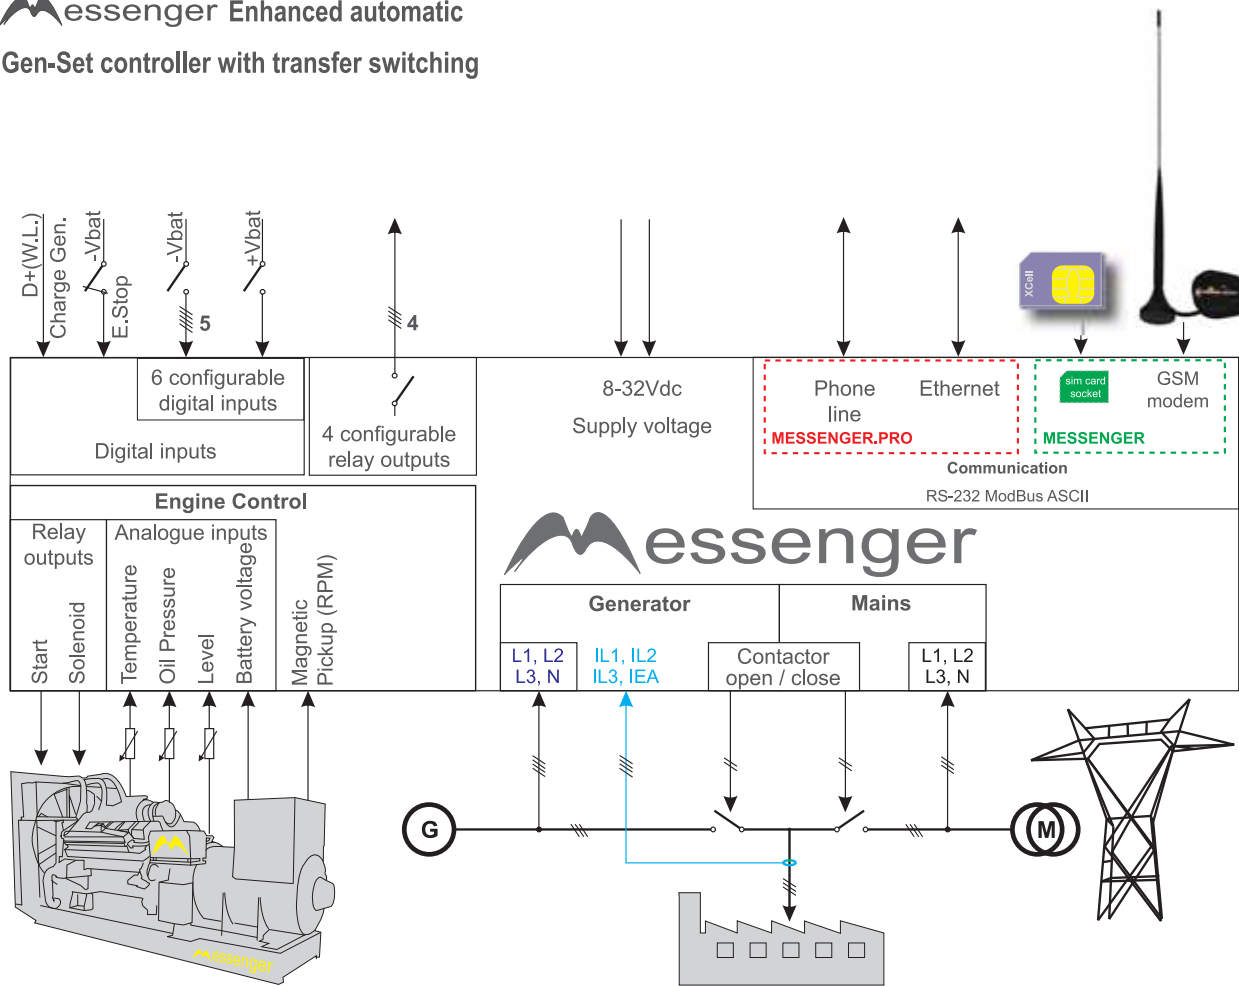 Messenger Enhanced automatic
Gen-Set controller with transfer switching
D+(W.L.)
Charge Gen.
-Vbat
E.Stop
-Vbat
5
+Vbat
4
XCell
6 configurable
digital inputs
Digital inputs
4 configurable
relay outputs
8-32Vdc
Supply voltage
Phone
line
Ethernet
MESSENGER.PRO
sim card
socket
GSM
modem
MESSENGER
Communication
RS-232 ModBus ASCII
Engine Control
Relay
outputs
Analogue inputs
Start
Solenoid
Temperature
Oil Pressure
Level
Battery voltage
Magnetic
Pickup (RPM)
Messenger
Generator
Mains
L1, L2
L3, N
IL1, IL2
IL3, IEA
Contactor
open / close
L1, L2
L3, N
G
M
Messenger